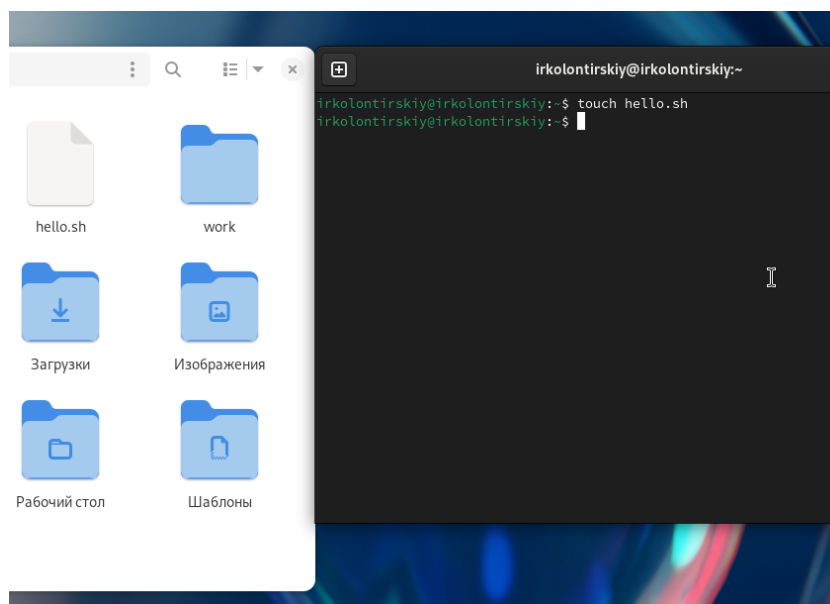 hello.sh
work
Загрузки
Изображения
Рабочий стол
Шаблоны
irkolontirskiy@irkolontirskiy:~
irkolontirskiy@irkolontirskiy:~$ touch hello.sh
irkolontirskiy@irkolontirskiy:~$